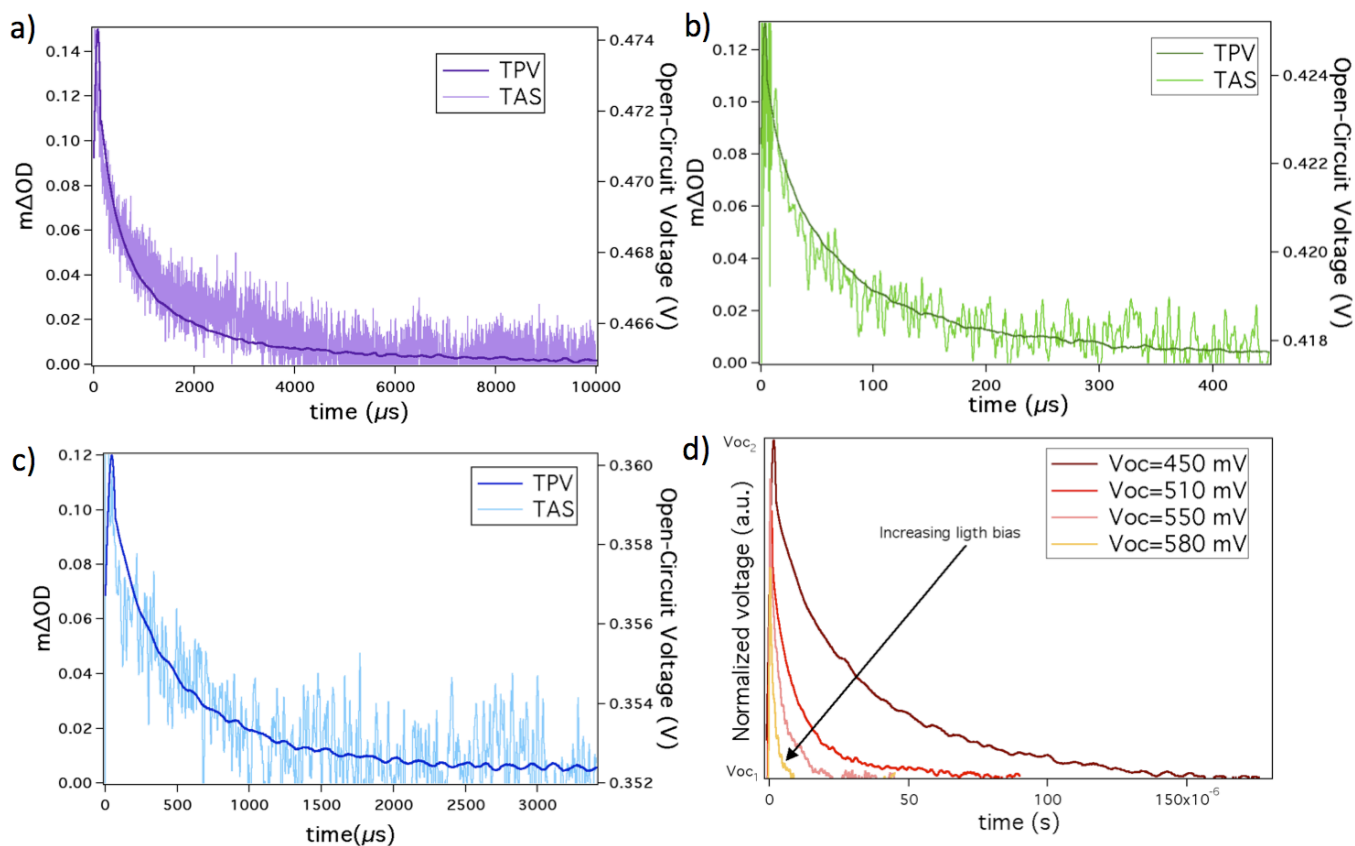 a)
TPV
TAS
0.14
0.12
0.10
0.08
0.06
0.04
0.02
0.00
mΔOD
0.474
0.472
0.470
0.468
0.466
Open-Circuit Voltage (V)
0
2000
4000
6000
8000
10000
time (µs)
b)
TPV
TAS
0.12
0.10
0.08
0.06
0.04
0.02
0.00
mΔOD
0.424
0.422
0.420
0.418
Open-Circuit Voltage (V)
0
100
200
300
400
time (µs)
c)
TPV
TAS
0.12
0.10
0.08
0.06
0.04
0.02
0.00
mΔOD
0.360
0.358
0.356
0.354
0.352
Open-Circuit Voltage (V)
0
500
1000
1500
2000
2500
3000
time(µs)
d)
Voc=450 mV
Voc=510 mV
Voc=550 mV
Voc=580 mV
Increasing ligth bias
Voc₂
Voc₁
Normalized voltage (a.u.)
0
50
100
150x10⁻⁶
time (s)